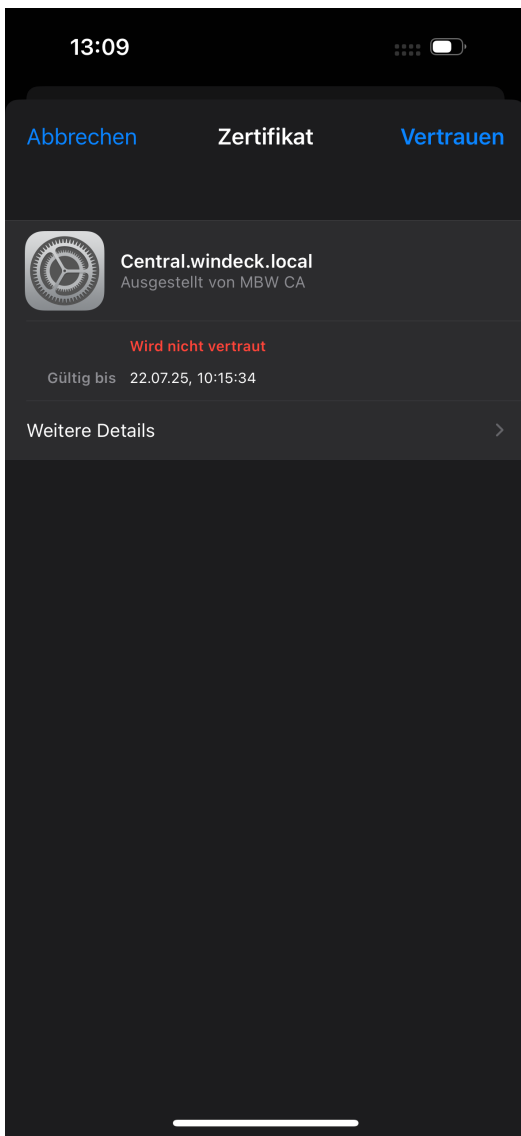 13:09
Abbrechen Zertifikat Vertrauen
Central.windeck.local
Ausgestellt von MBW CA
Wird nicht vertraut
Gültig bis 22.07.25, 10:15:34
Weitere Details